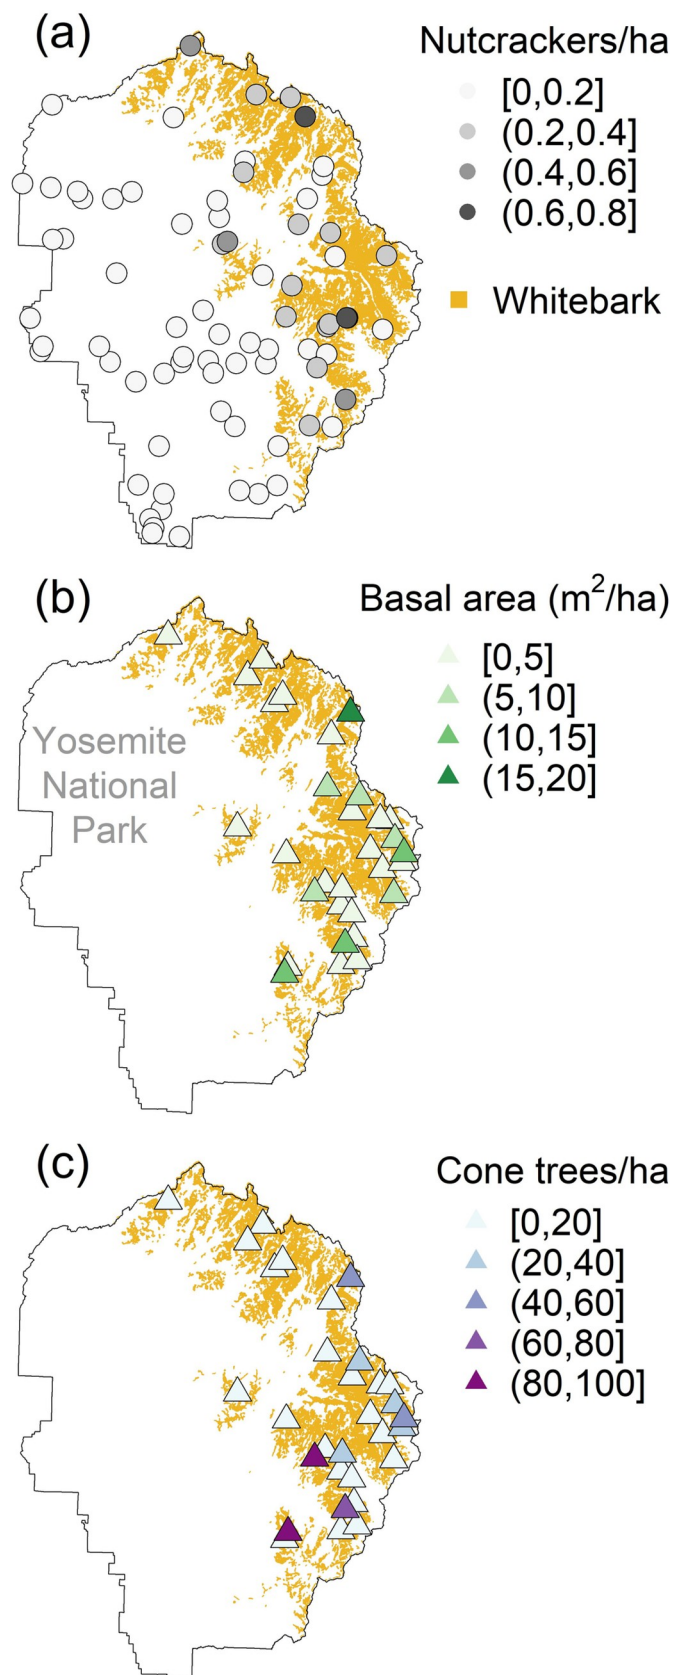 (a)
Nutcrackers/ha
[0,0.2]
(0.2,0.4]
(0.4,0.6]
(0.6,0.8]
Whitebark
(b)
Basal area (m²/ha)
[0,5]
(5,10]
(10,15]
(15,20]
Yosemite
National
Park
(c)
Cone trees/ha
[0,20]
(20,40]
(40,60]
(60,80]
(80,100]